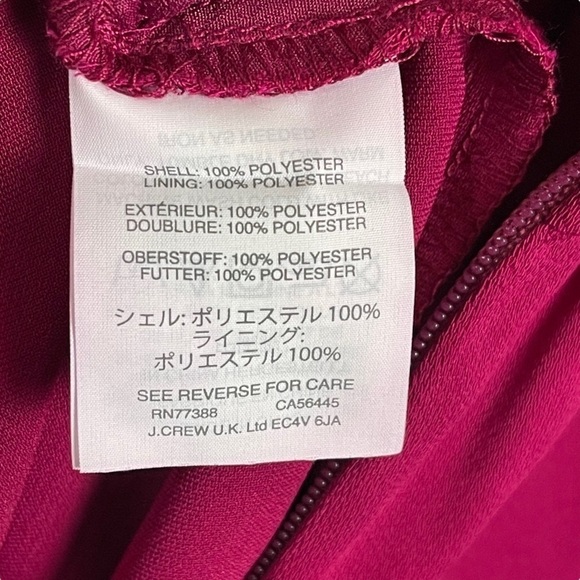 SHELL: 100% POLYESTER
LINING: 100% POLYESTER
EXTÉRIEUR: 100% POLYESTER
DOUBLURE: 100% POLYESTER
OBERSTOFF: 100% POLYESTER
FUTTER: 100% POLYESTER
シェル: ポリエステル 100%
ライニング:
ポリエステル 100%
SEE REVERSE FOR CARE
RN77388 CA56445
J.CREW U.K. Ltd EC4V 6JA